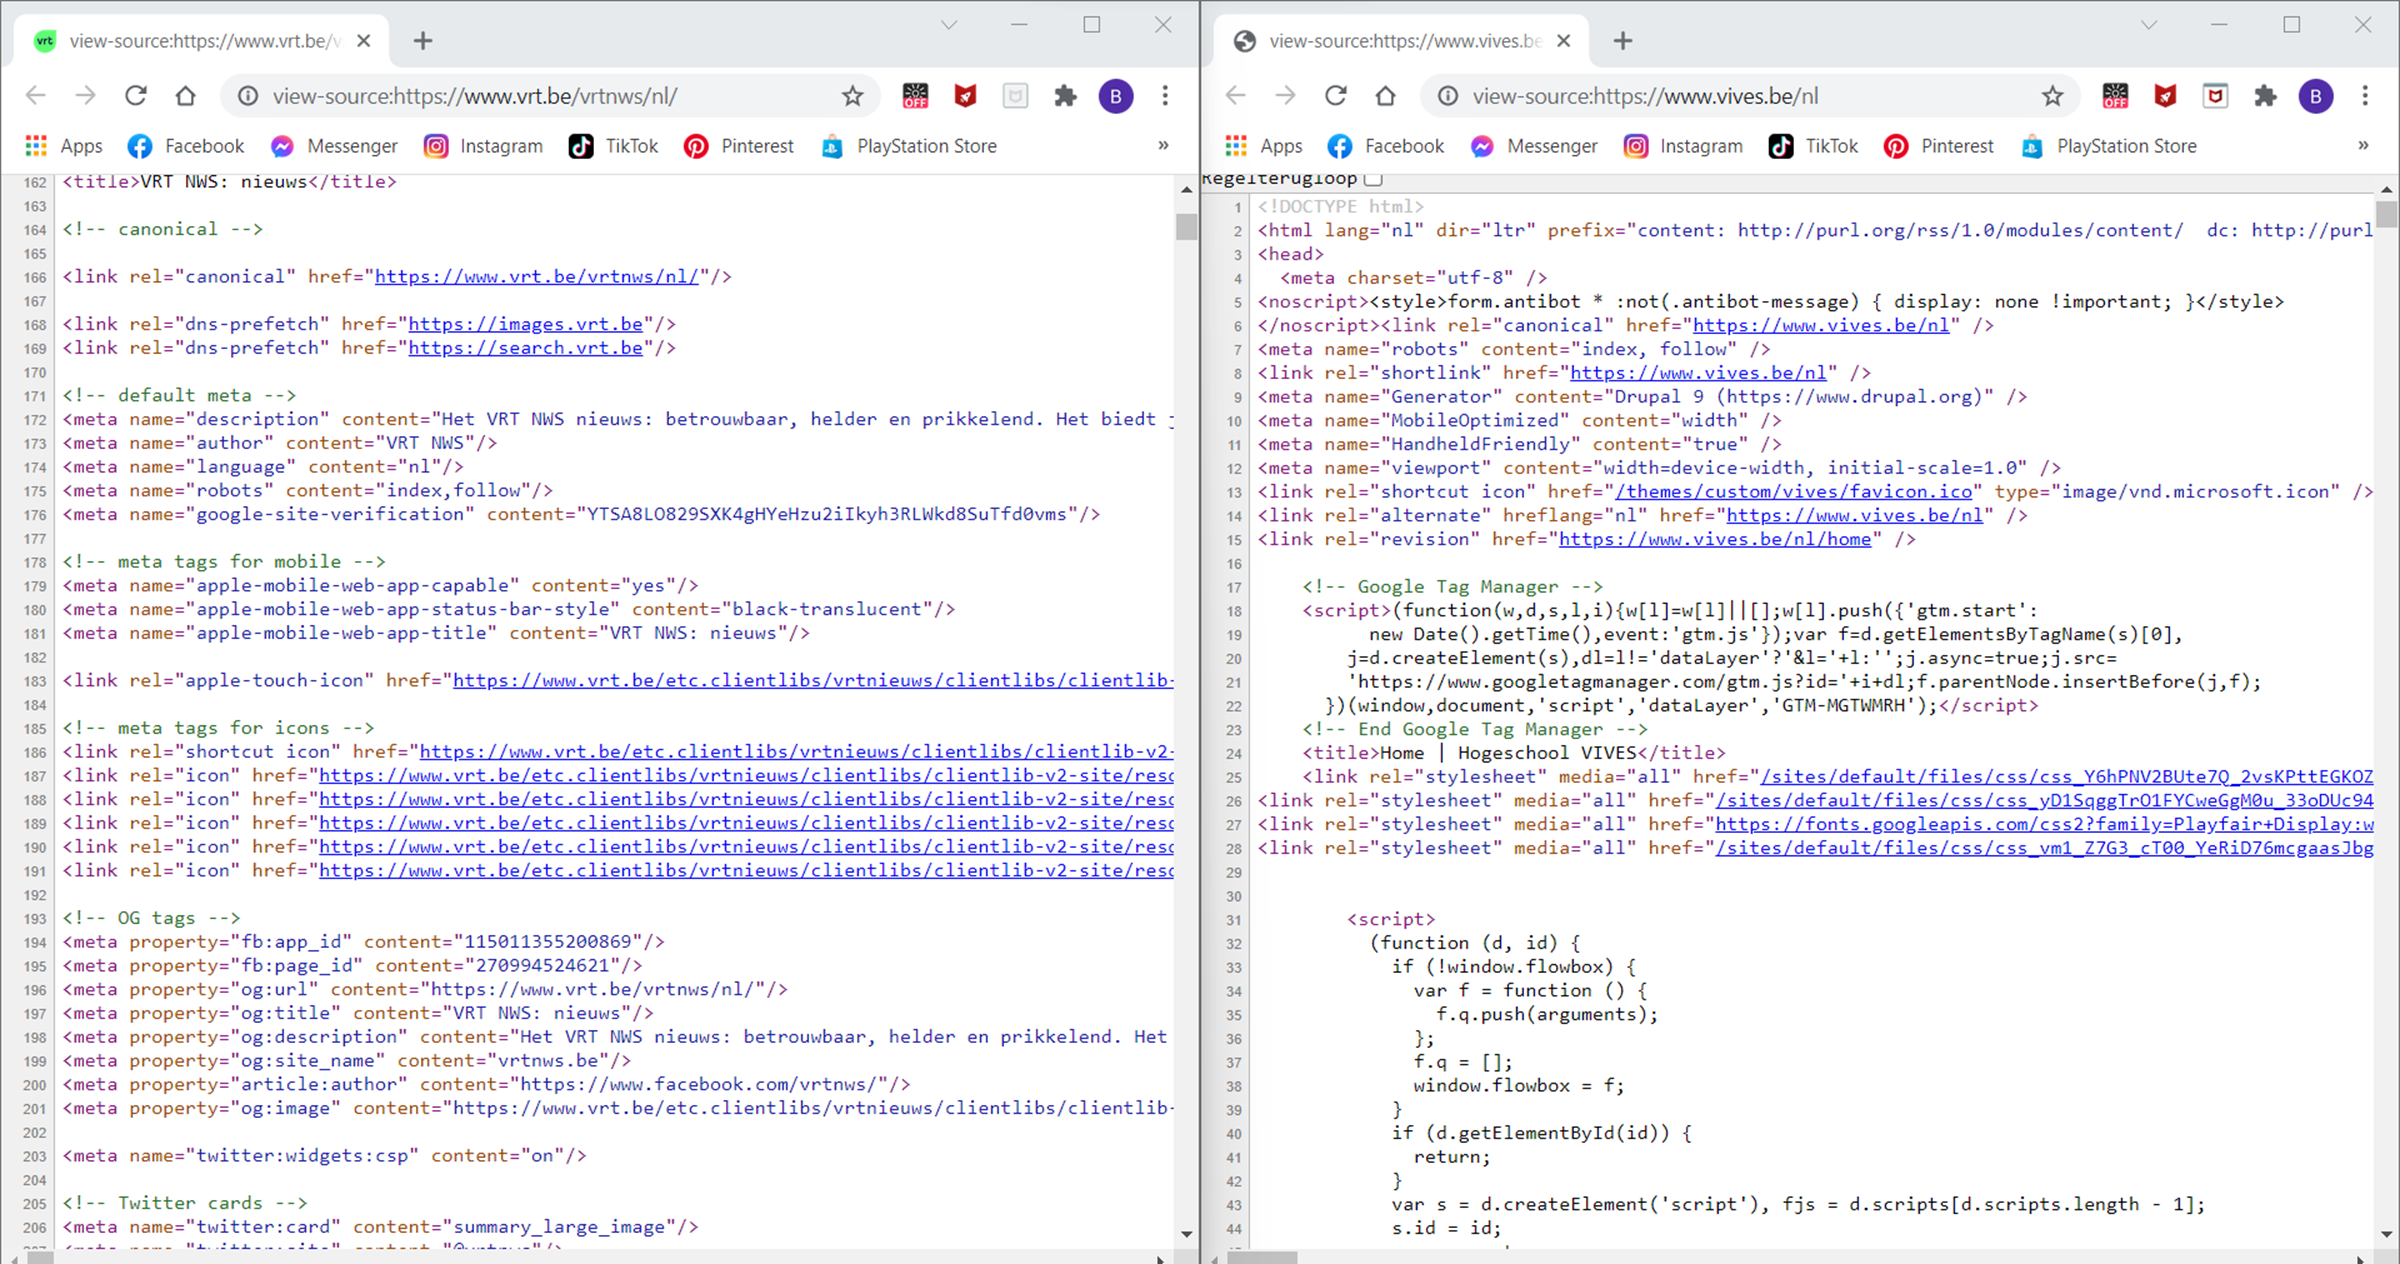 vrt view-source:https://www.vrt.be/v
view-source:https://www.vrt.be/vrtnws/nl/
OFF
B
Apps Facebook Messenger Instagram TikTok Pinterest PlayStation Store »
162 <title>VRT NWS: nieuws</title>
163
164 <!-- canonical -->
165
166 <link rel="canonical" href="https://www.vrt.be/vrtnws/nl/"/>
167
168 <link rel="dns-prefetch" href="https://images.vrt.be"/>
169 <link rel="dns-prefetch" href="https://search.vrt.be"/>
170
171 <!-- default meta -->
172 <meta name="description" content="Het VRT NWS nieuws: betrouwbaar, helder en prikkelend. Het biedt
173 <meta name="author" content="VRT NWS"/>
174 <meta name="language" content="nl"/>
175 <meta name="robots" content="index,follow"/>
176 <meta name="google-site-verification" content="YTSA8LO829SXK4gHYeHzu2iIkyh3RLWkd8SuTfd0vms"/>
177
178 <!-- meta tags for mobile -->
179 <meta name="apple-mobile-web-app-capable" content="yes"/>
180 <meta name="apple-mobile-web-app-status-bar-style" content="black-translucent"/>
181 <meta name="apple-mobile-web-app-title" content="VRT NWS: nieuws"/>
182
183 <link rel="apple-touch-icon" href="https://www.vrt.be/etc.clientlibs/vrtnieuws/clientlibs/clientlib-
184
185 <!-- meta tags for icons -->
186 <link rel="shortcut icon" href="https://www.vrt.be/etc.clientlibs/vrtnieuws/clientlibs/clientlib-v2-
187 <link rel="icon" href="https://www.vrt.be/etc.clientlibs/vrtnieuws/clientlibs/clientlib-v2-site/resc
188 <link rel="icon" href="https://www.vrt.be/etc.clientlibs/vrtnieuws/clientlibs/clientlib-v2-site/resc
189 <link rel="icon" href="https://www.vrt.be/etc.clientlibs/vrtnieuws/clientlibs/clientlib-v2-site/resc
190 <link rel="icon" href="https://www.vrt.be/etc.clientlibs/vrtnieuws/clientlibs/clientlib-v2-site/resc
191 <link rel="icon" href="https://www.vrt.be/etc.clientlibs/vrtnieuws/clientlibs/clientlib-v2-site/resc
192
193 <!-- OG tags -->
194 <meta property="fb:app_id" content="115011355200869"/>
195 <meta property="fb:page_id" content="270994524621"/>
196 <meta property="og:url" content="https://www.vrt.be/vrtnws/nl/"/>
197 <meta property="og:title" content="VRT NWS: nieuws"/>
198 <meta property="og:description" content="Het VRT NWS nieuws: betrouwbaar, helder en prikkelend. Het
199 <meta property="og:site_name" content="vrtnws.be"/>
200 <meta property="article:author" content="https://www.facebook.com/vrtnws/"/>
201 <meta property="og:image" content="https://www.vrt.be/etc.clientlibs/vrtnieuws/clientlibs/clientlib-
202
203 <meta name="twitter:widgets:csp" content="on"/>
204
205 <!-- Twitter cards -->
206 <meta name="twitter:card" content="summary_large_image"/>
view-source:https://www.vives.be
view-source:https://www.vives.be/nl
OFF
B
Apps Facebook Messenger Instagram TikTok Pinterest PlayStation Store »
Regelterugloop
1 <!DOCTYPE html>
2 <html lang="nl" dir="ltr" prefix="content: http://purl.org/rss/1.0/modules/content/  dc: http://purl
3 <head>
4   <meta charset="utf-8" />
5 <noscript><style>form.antibot * :not(.antibot-message) { display: none !important; }</style>
6 </noscript><link rel="canonical" href="https://www.vives.be/nl" />
7 <meta name="robots" content="index, follow" />
8 <link rel="shortlink" href="https://www.vives.be/nl" />
9 <meta name="Generator" content="Drupal 9 (https://www.drupal.org)" />
10 <meta name="MobileOptimized" content="width" />
11 <meta name="HandheldFriendly" content="true" />
12 <meta name="viewport" content="width=device-width, initial-scale=1.0" />
13 <link rel="shortcut icon" href="/themes/custom/vives/favicon.ico" type="image/vnd.microsoft.icon" />
14 <link rel="alternate" hreflang="nl" href="https://www.vives.be/nl" />
15 <link rel="revision" href="https://www.vives.be/nl/home" />
16
17     <!-- Google Tag Manager -->
18     <script>(function(w,d,s,l,i){w[l]=w[l]||[];w[l].push({'gtm.start':
19           new Date().getTime(),event:'gtm.js'});var f=d.getElementsByTagName(s)[0],
20         j=d.createElement(s),dl=l!='dataLayer'?'&l='+l:'';j.async=true;j.src=
21         'https://www.googletagmanager.com/gtm.js?id='+i+dl;f.parentNode.insertBefore(j,f);
22       })(window,document,'script','dataLayer','GTM-MGTWMRH');</script>
23     <!-- End Google Tag Manager -->
24     <title>Home | Hogeschool VIVES</title>
25     <link rel="stylesheet" media="all" href="/sites/default/files/css/css_Y6hPNV2BUte7Q_2vsKPttEGKOZ
26 <link rel="stylesheet" media="all" href="/sites/default/files/css/css_yD1SqggTrO1FYCweGgM0u_33oDUc94
27 <link rel="stylesheet" media="all" href="https://fonts.googleapis.com/css2?family=Playfair+Display:w
28 <link rel="stylesheet" media="all" href="/sites/default/files/css/css_vm1_Z7G3_cT00_YeRiD76mcgaasJbg
29
30
31         <script>
32           (function (d, id) {
33             if (!window.flowbox) {
34               var f = function () {
35                 f.q.push(arguments);
36               };
37               f.q = [];
38               window.flowbox = f;
39             }
40             if (d.getElementById(id)) {
41               return;
42             }
43             var s = d.createElement('script'), fjs = d.scripts[d.scripts.length - 1];
44             s.id = id;